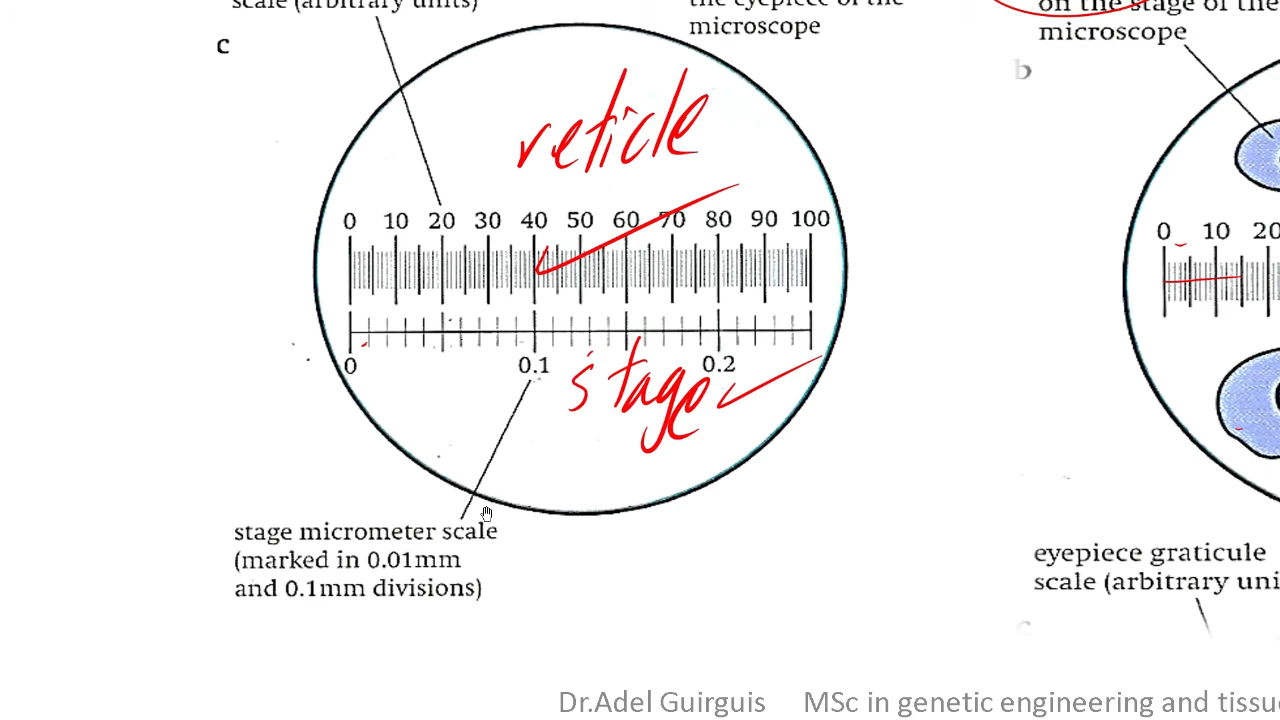 scale (arbitrary units)
the eyepiece of the
microscope
on the stage of the
microscope
c
b
reticle
0 10 20 30 40 50 60 70 80 90 100
0 10 20
0 0.1 0.2
stage
stage micrometer scale
(marked in 0.01mm
and 0.1mm divisions)
eyepiece graticule
scale (arbitrary uni
c
Dr.Adel Guirguis MSc in genetic engineering and tissu